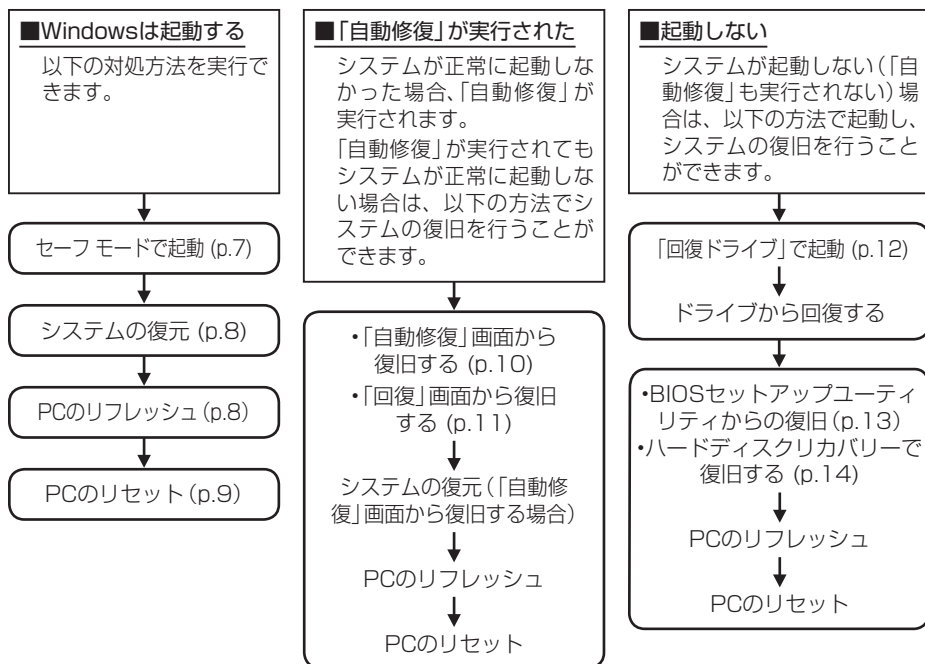 ■Windowsは起動する
以下の対処方法を実行で
きます。
セーフ モードで起動 (p.7)
システムの復元 (p.8)
PCのリフレッシュ (p.8)
PCのリセット (p.9)
■「自動修復」が実行された
システムが正常に起動しな
かった場合、「自動修復」が
実行されます。
「自動修復」が実行されても
システムが正常に起動しな
い場合は、以下の方法でシ
ステムの復旧を行うことが
できます。
・「自動修復」画面から
復旧する (p.10)
・「回復」画面から復旧
する (p.11)
システムの復元（「自動修
復」画面から復旧する場合）
PCのリフレッシュ
PCのリセット
■起動しない
システムが起動しない（「自
動修復」も実行されない）場
合は、以下の方法で起動し、
システムの復旧を行うこと
ができます。
「回復ドライブ」で起動 (p.12)
ドライブから回復する
・BIOSセットアップユーティ
リティからの復旧 (p.13)
・ハードディスクリカバリーで
復旧する (p.14)
PCのリフレッシュ
PCのリセット